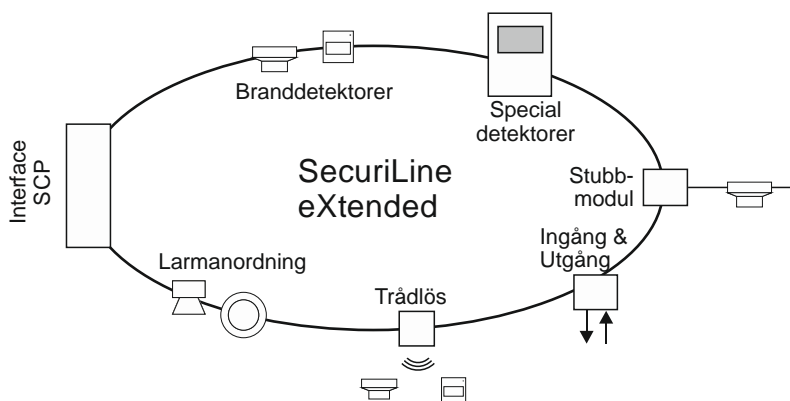 Branddetektorer
Special
detektorer
Interface
SCP
SecuriLine
eXtended
Stubb-
modul
Ingång &
Utgång
Larmanordning
Trådlös